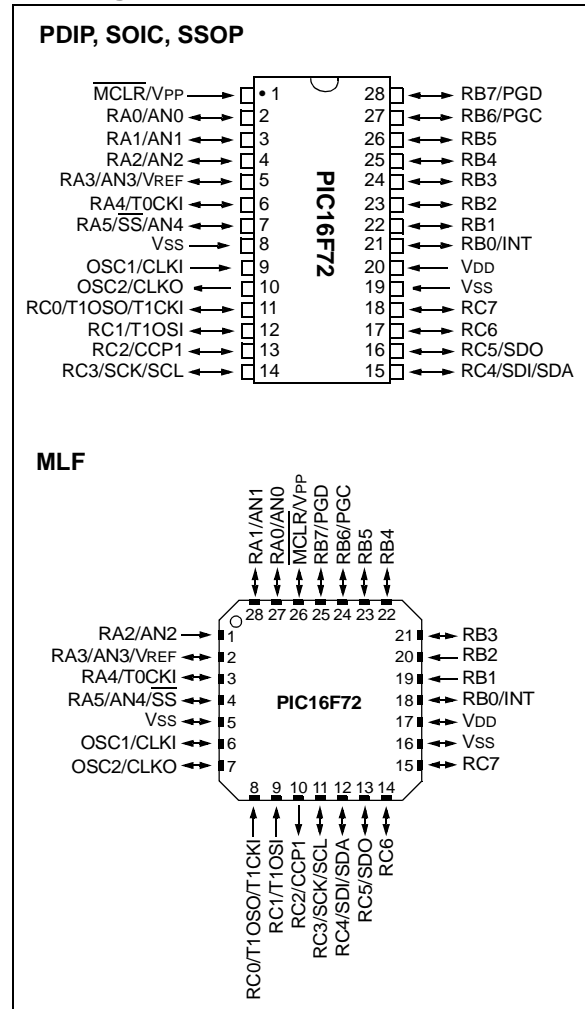 PDIP, SOIC, SSOP
MCLR/VPP 1 28 RB7/PGD
RA0/AN0 2 27 RB6/PGC
RA1/AN1 3 26 RB5
RA2/AN2 4 25 RB4
RA3/AN3/VREF 5 24 RB3
RA4/T0CKI 6 23 RB2
RA5/SS/AN4 7 22 RB1
VSS 8 21 RB0/INT
OSC1/CLKI 9 20 VDD
OSC2/CLKO 10 19 VSS
RC0/T1OSO/T1CKI 11 18 RC7
RC1/T1OSI 12 17 RC6
RC2/CCP1 13 16 RC5/SDO
RC3/SCK/SCL 14 15 RC4/SDI/SDA
PIC16F72
MLF
RA1/AN1
RA0/AN0
MCLR/VPP
RB7/PGD
RB6/PGC
RB5
RB4
28 27 26 25 24 23 22
RA2/AN2 1 21 RB3
RA3/AN3/VREF 2 20 RB2
RA4/T0CKI 3 19 RB1
RA5/AN4/SS 4 PIC16F72 18 RB0/INT
VSS 5 17 VDD
OSC1/CLKI 6 16 VSS
OSC2/CLKO 7 15 RC7
8 9 10 11 12 13 14
RC0/T1OSO/T1CKI
RC1/T1OSI
RC2/CCP1
RC3/SCK/SCL
RC4/SDI/SDA
RC5/SDO
RC6